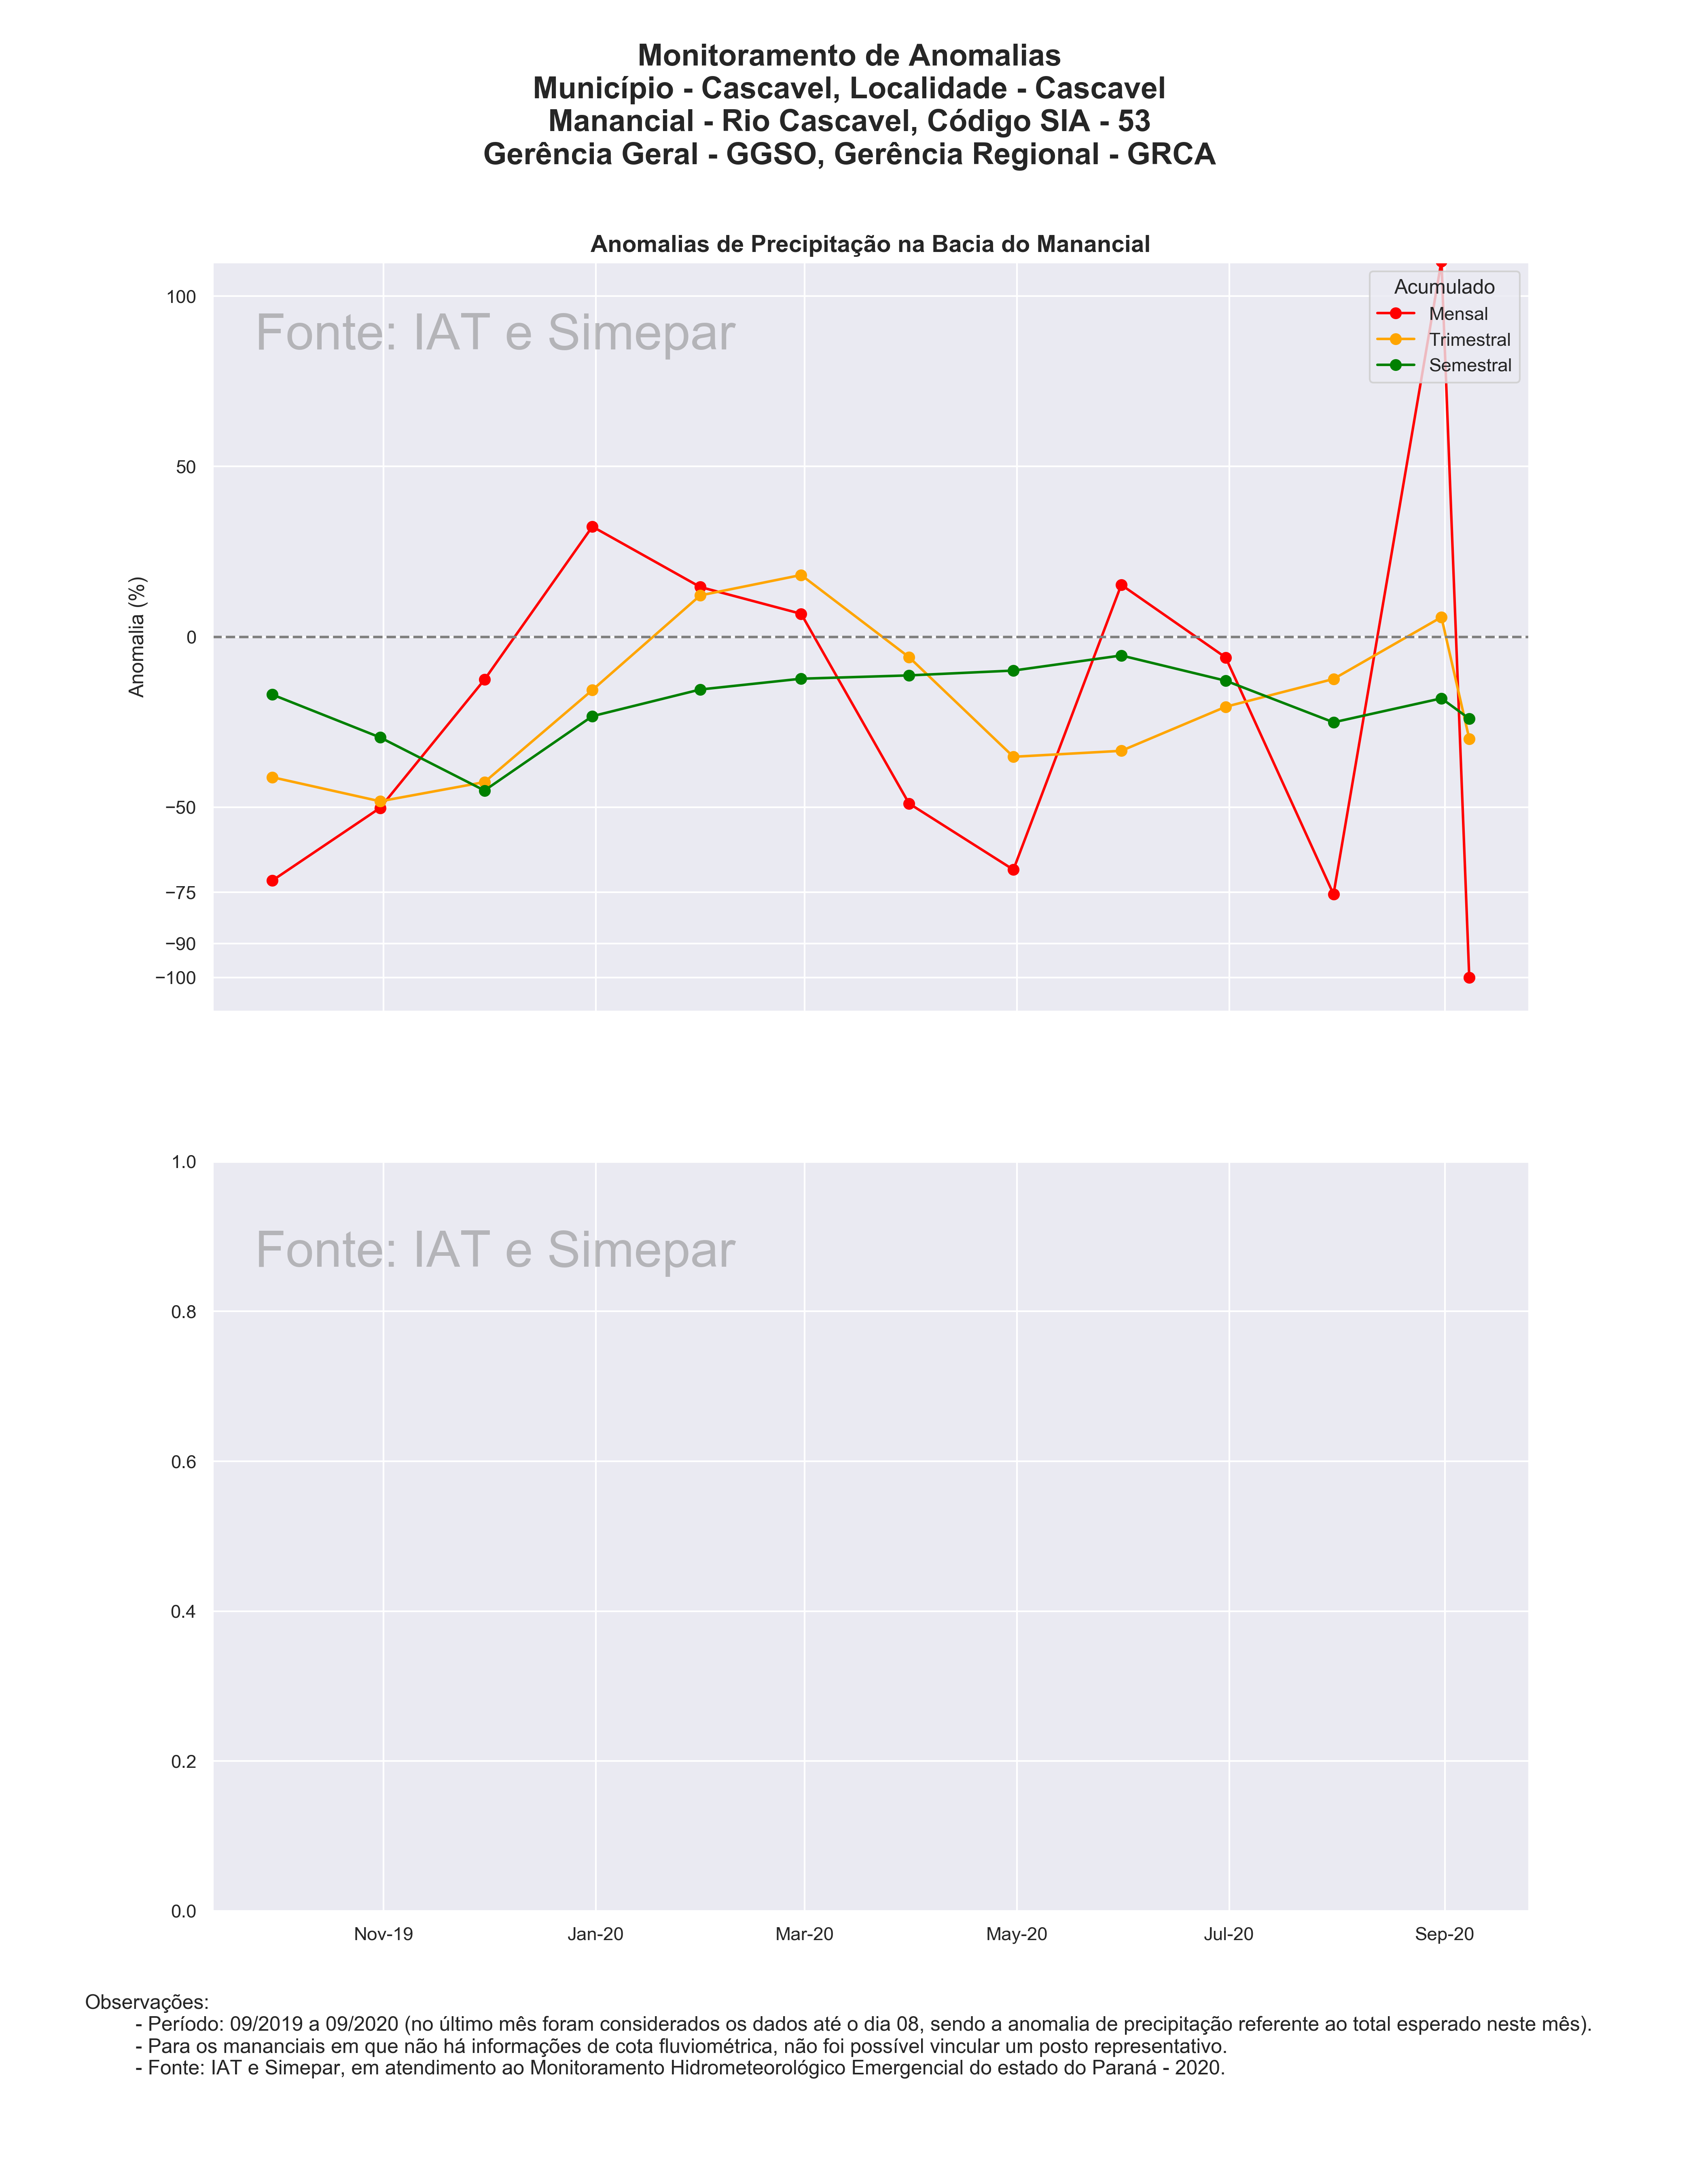 Monitoramento de Anomalias
Município - Cascavel, Localidade - Cascavel
Manancial - Rio Cascavel, Código SIA - 53
Gerência Geral - GGSO, Gerência Regional - GRCA
Anomalias de Precipitação na Bacia do Manancial
Fonte: IAT e Simepar
Acumulado
Mensal
Trimestral
Semestral
Anomalia (%)
100
50
0
−50
−75
−90
−100
Fonte: IAT e Simepar
1.0
0.8
0.6
0.4
0.2
0.0
Nov-19 Jan-20 Mar-20 May-20 Jul-20 Sep-20
Observações:
- Período: 09/2019 a 09/2020 (no último mês foram considerados os dados até o dia 08, sendo a anomalia de precipitação referente ao total esperado neste mês).
- Para os mananciais em que não há informações de cota fluviométrica, não foi possível vincular um posto representativo.
- Fonte: IAT e Simepar, em atendimento ao Monitoramento Hidrometeorológico Emergencial do estado do Paraná - 2020.